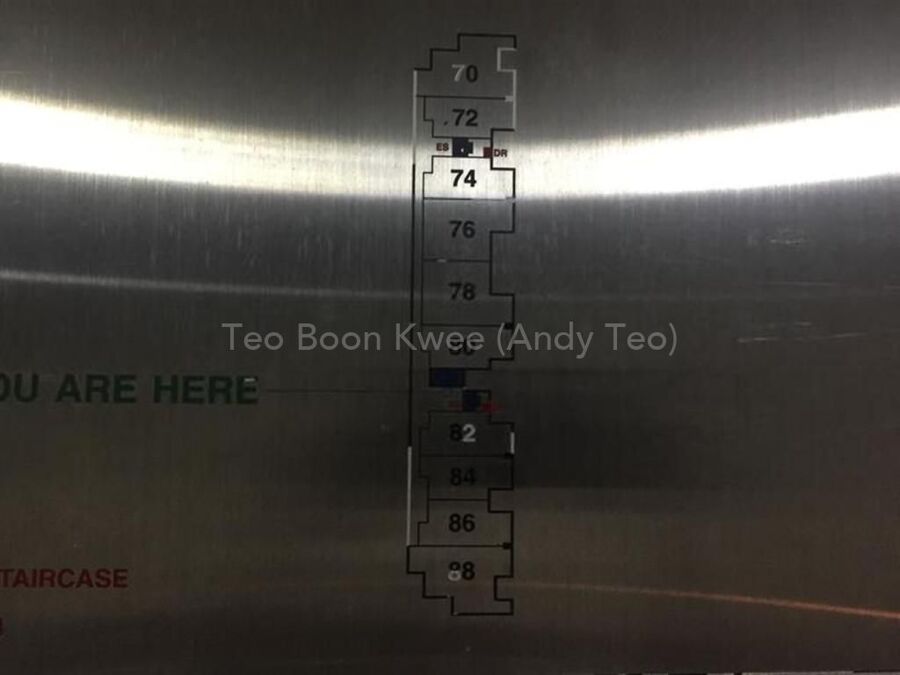 70
72
ES DR
74
76
78
Teo Boon Kwee (Andy Teo)
80
OU ARE HERE
82
84
86
88
TAIRCASE